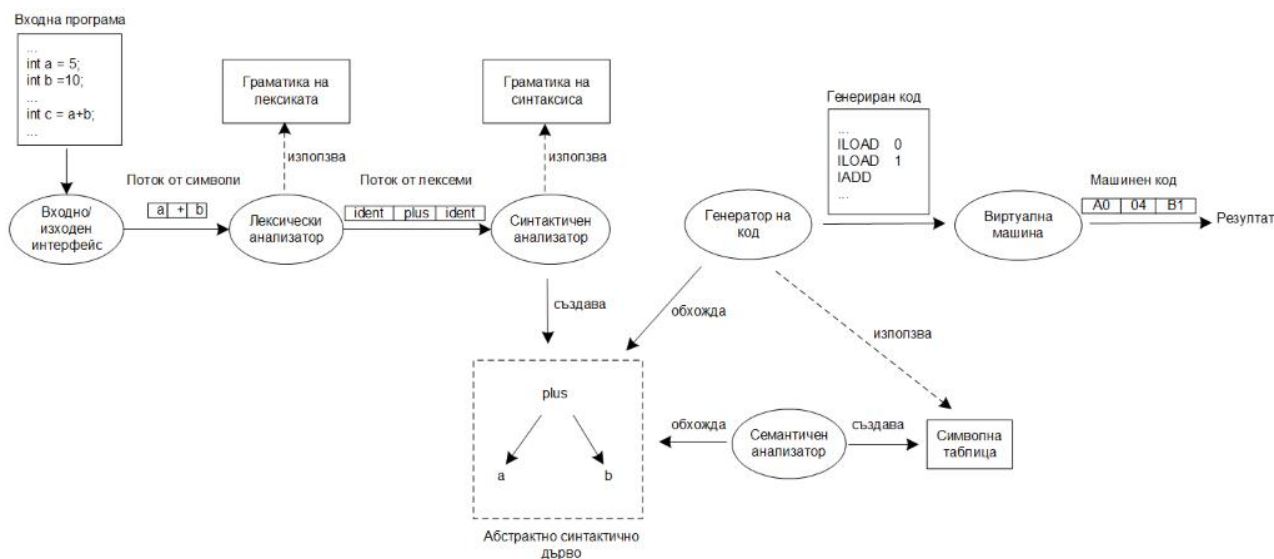 Входна програма
...
int a = 5;
int b =10;
...
int c = a+b;
...
Граматика на
лексиката
Граматика на
синтаксиса
Генериран код
...
ILOAD 0
ILOAD 1
IADD
...
използва
използва
Поток от символи
a + b
Поток от лексеми
ident plus ident
Машинен код
A0 04 B1
Входно/
изходен
интерфейс
Лексически
анализатор
Синтактичен
анализатор
Генератор на
код
Виртуална
машина
Резултат
създава
обхожда
използва
plus
a b
обхожда
Семантичен
анализатор
създава
Символна
таблица
Абстрактно синтактично
дърво